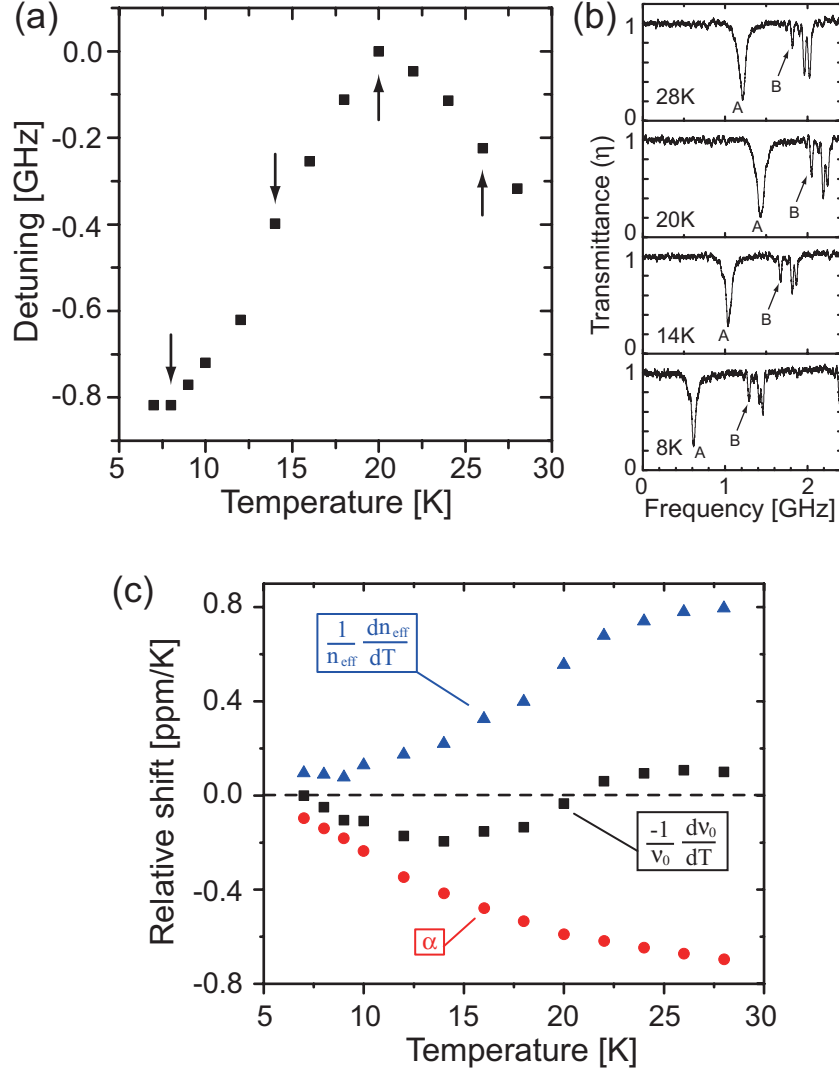 (a)
0.0
-0.2
-0.4
-0.6
-0.8
Detuning [GHz]
5 10 15 20 25 30
Temperature [K]
(b)
1
28K
A
B
1
1
20K
A
B
0
1
14K
A
B
0
1
8K
A
B
0
Transmittance (η)
0 1 2
Frequency [GHz]
(c)
0.8
0.4
0.0
-0.4
-0.8
Relative shift [ppm/K]
1 dn_eff
n_eff dT
-1 dν₀
ν₀ dT
α
5 10 15 20 25 30
Temperature [K]